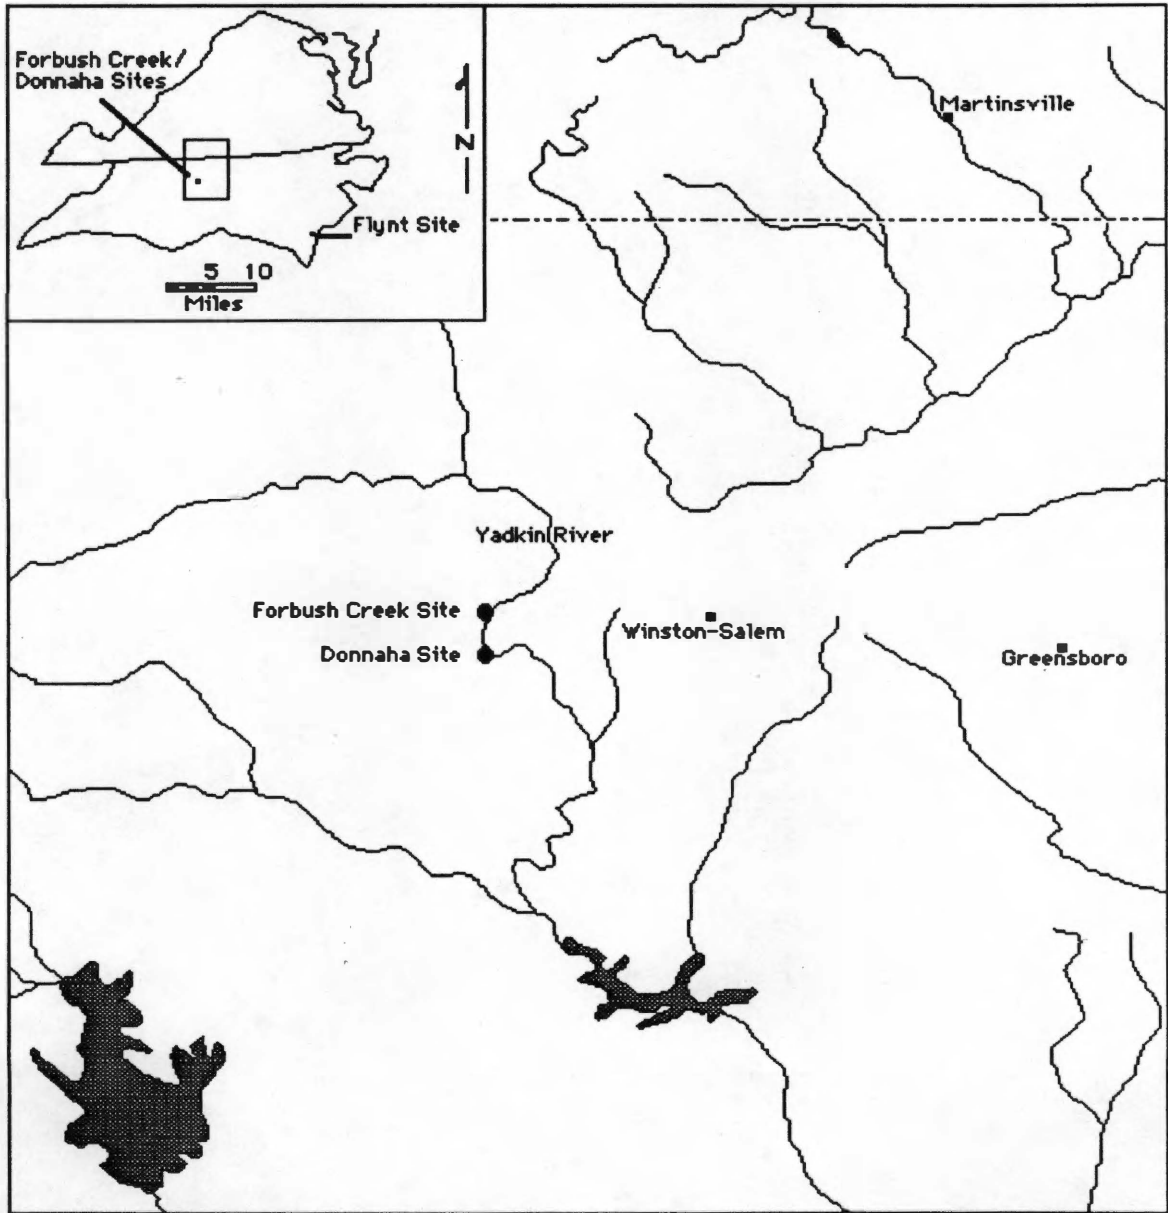 Forbush Creek/
Donnaha Sites
N
Flynt Site
5 10
Miles
Martinsville
Yadkin River
Forbush Creek Site
Donnaha Site
Winston-Salem
Greensboro